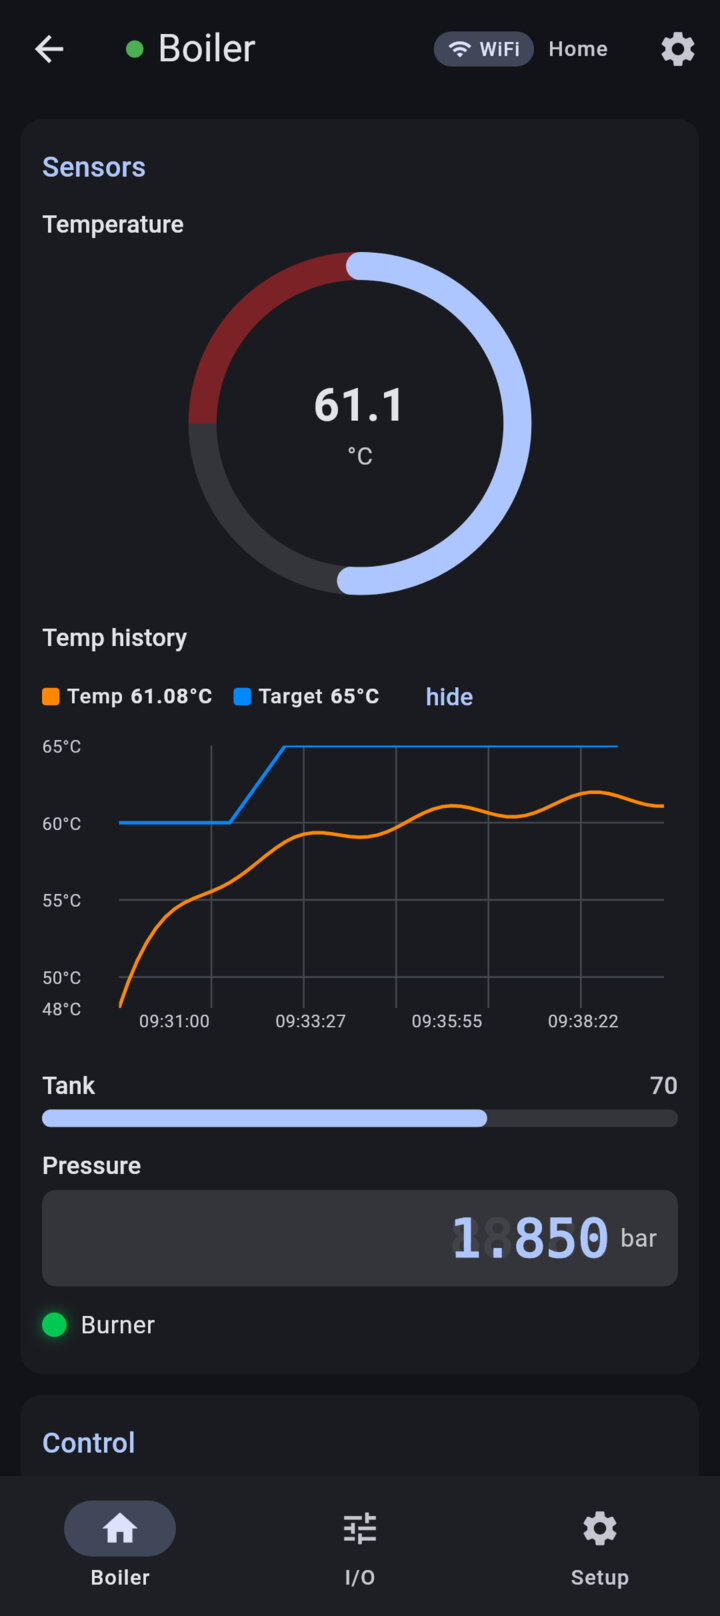 Boiler WiFi Home
Sensors
Temperature
61.1
°C
Temp history
Temp 61.08°C Target 65°C hide
65°C
60°C
55°C
50°C
48°C
09:31:00 09:33:27 09:35:55 09:38:22
Tank 70
Pressure
1.850 bar
Burner
Control
Boiler I/O Setup